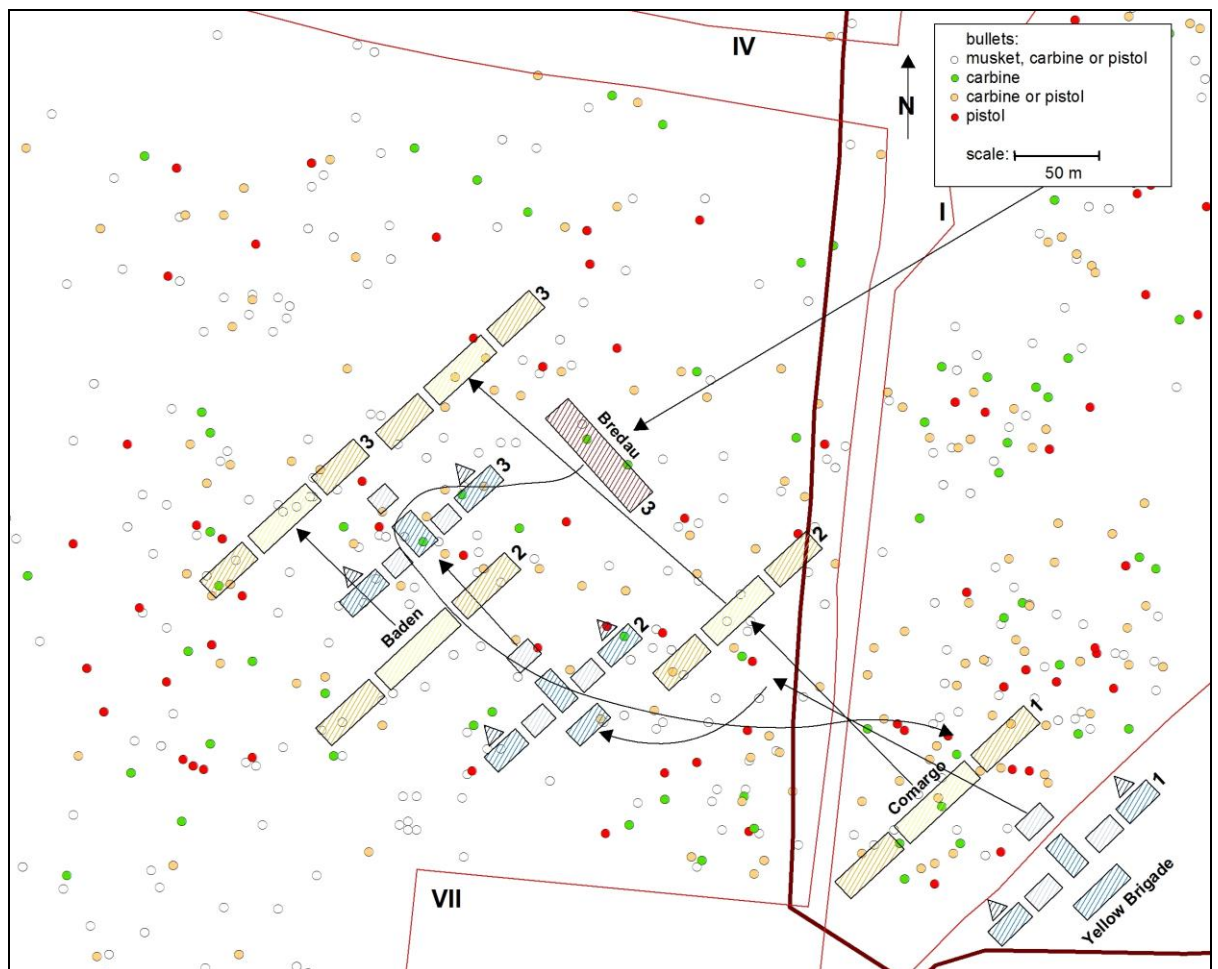 IV
bullets:
musket, carbine or pistol
carbine
carbine or pistol
pistol
scale:
50 m
N
I
3
Bredau
3
3
3
2
2
Baden
2
1
Comargo
1
Yellow Brigade
VII